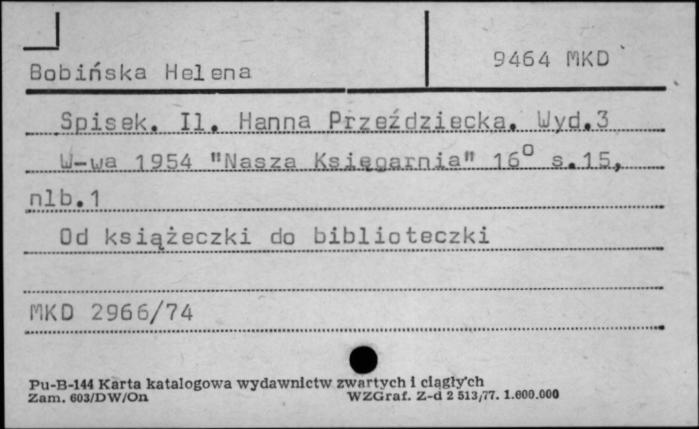 Bobińska Helena
9464 MKD
Spisek. Il. Hanna Przeździecka. Wyd.3
W-wa 1954 "Nasza Księgarnia" 16° s.15,
nlb.1
Od książeczki do biblioteczki
MKD 2966/74
Pu-B-144 Karta katalogowa wydawnictw zwartych i ciągłych
Zam. 603/DW/On WZGraf. Z-d 2 513/77. 1.600.000